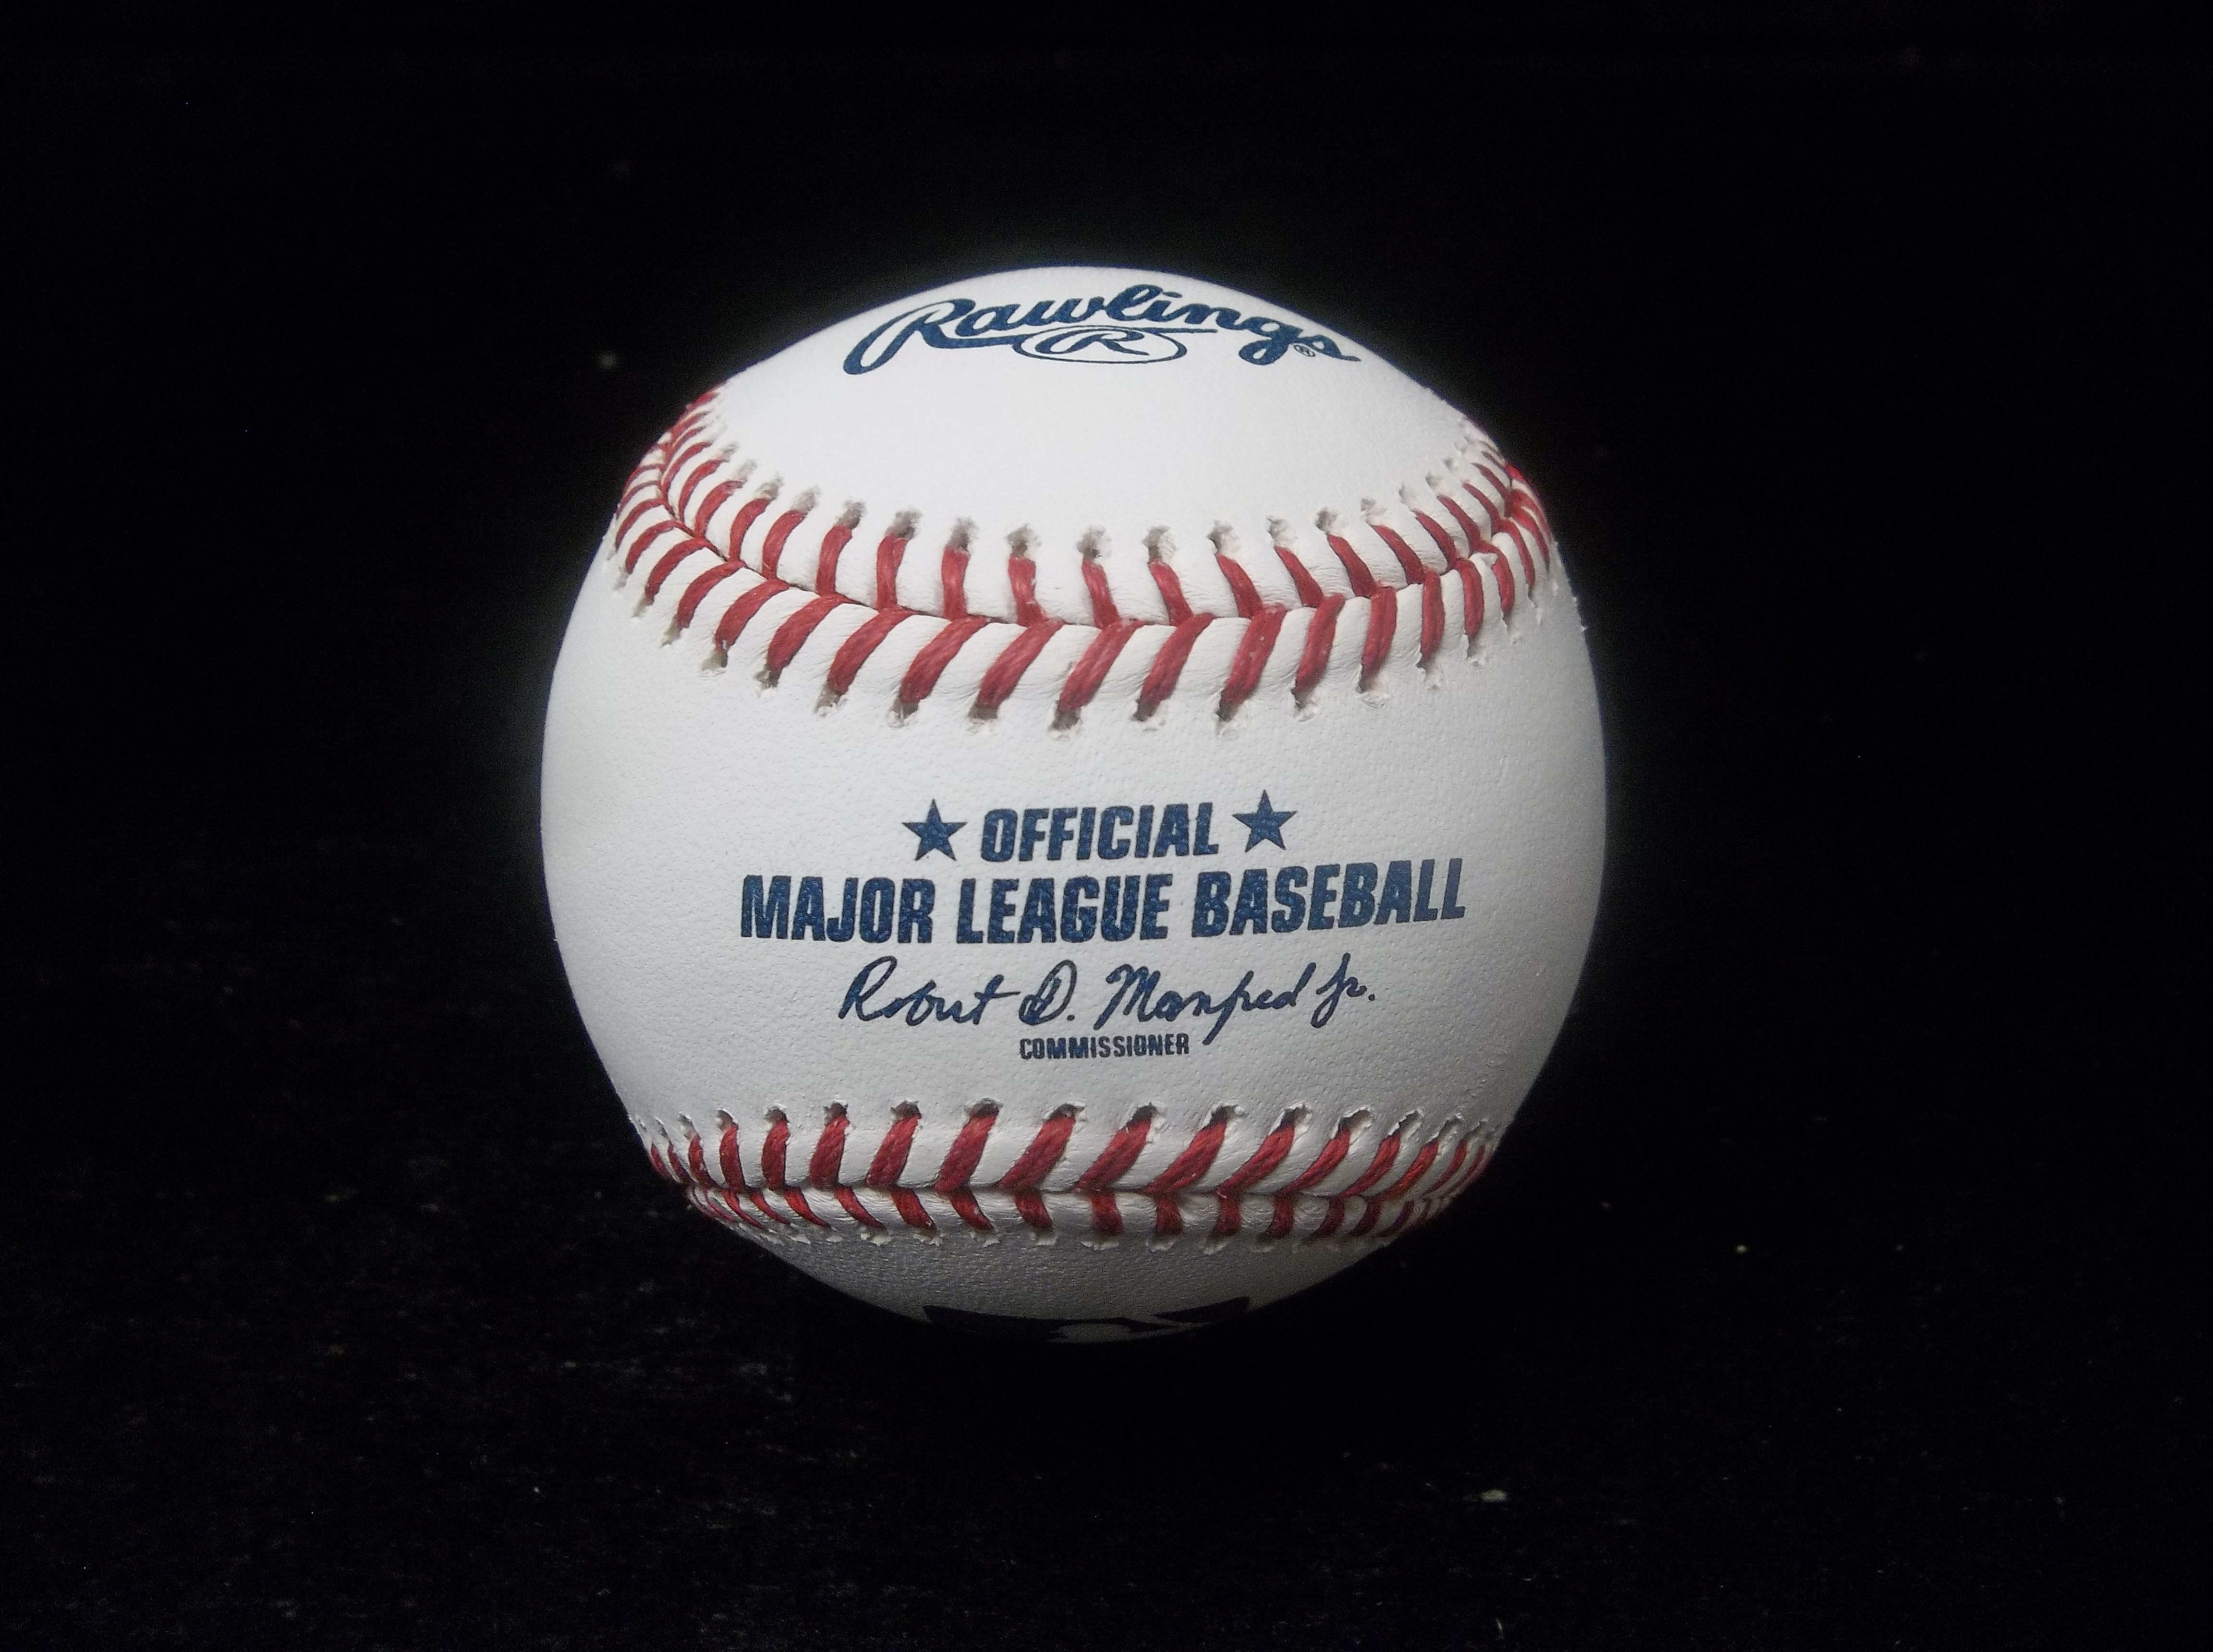 Rawlings®
R
★ OFFICIAL ★
MAJOR LEAGUE BASEBALL
Robert D. Manfred Jr.
COMMISSIONER